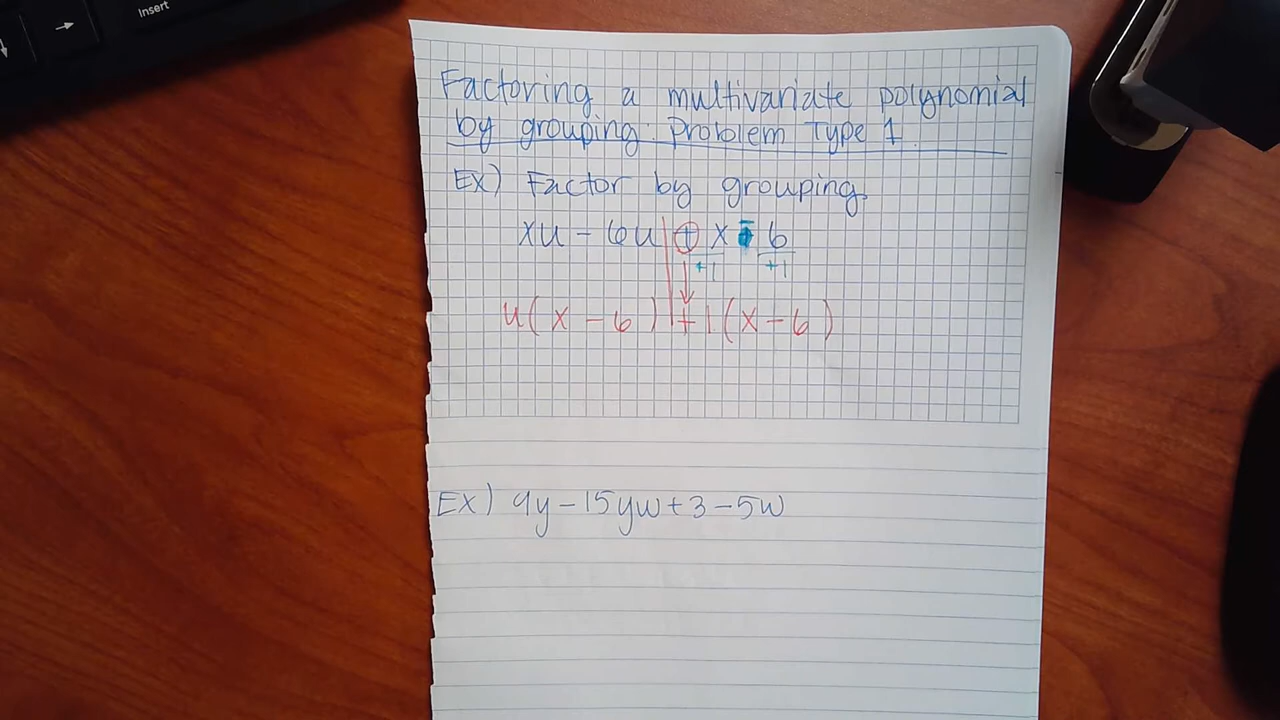 Insert
→
Factoring a multivariate polynomial
by grouping: Problem Type 1
EX) Factor by grouping.
xu - 6u + x - 6
+1 +1
u(x - 6) + 1(x - 6)
EX) 9y - 15yw + 3 - 5w